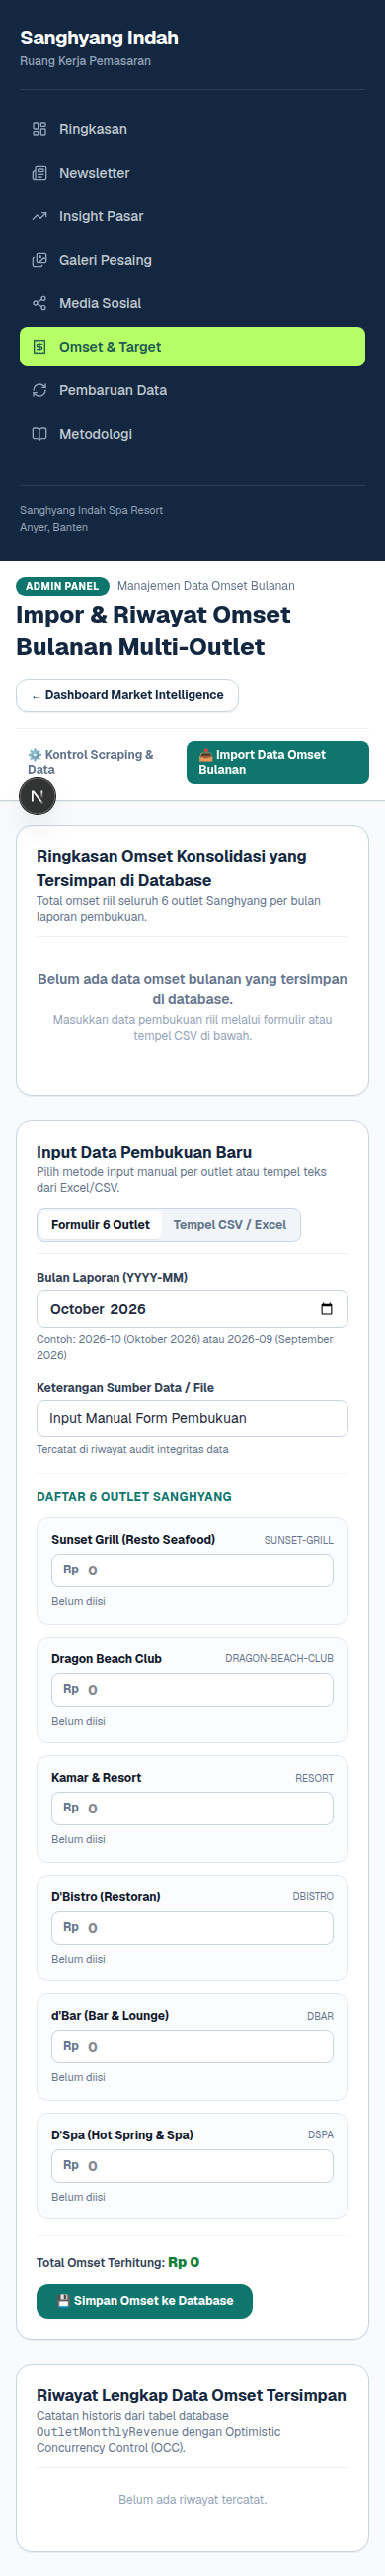 Sanghyang Indah
Ruang Kerja Pemasaran
Ringkasan
Newsletter
Insight Pasar
Galeri Pesaing
Media Sosial
Omset & Target
Pembaruan Data
Metodologi
Sanghyang Indah Spa Resort
Anyer, Banten
ADMIN PANEL Manajemen Data Omset Bulanan
Impor & Riwayat Omset
Bulanan Multi-Outlet
← Dashboard Market Intelligence
⚙️ Kontrol Scraping &
Data
📥 Import Data Omset
Bulanan
N
Ringkasan Omset Konsolidasi yang
Tersimpan di Database
Total omset riil seluruh 6 outlet Sanghyang per bulan
laporan pembukuan.
Belum ada data omset bulanan yang tersimpan
di database.
Masukkan data pembukuan riil melalui formulir atau
tempel CSV di bawah.
Input Data Pembukuan Baru
Pilih metode input manual per outlet atau tempel teks
dari Excel/CSV.
Formulir 6 Outlet Tempel CSV / Excel
Bulan Laporan (YYYY-MM)
October 2026
Contoh: 2026-10 (Oktober 2026) atau 2026-09 (September
2026)
Keterangan Sumber Data / File
Input Manual Form Pembukuan
Tercatat di riwayat audit integritas data
DAFTAR 6 OUTLET SANGHYANG
Sunset Grill (Resto Seafood) SUNSET-GRILL
Rp 0
Belum diisi
Dragon Beach Club DRAGON-BEACH-CLUB
Rp 0
Belum diisi
Kamar & Resort RESORT
Rp 0
Belum diisi
D'Bistro (Restoran) DBISTRO
Rp 0
Belum diisi
d'Bar (Bar & Lounge) DBAR
Rp 0
Belum diisi
D'Spa (Hot Spring & Spa) DSPA
Rp 0
Belum diisi
Total Omset Terhitung: Rp 0
💾 Simpan Omset ke Database
Riwayat Lengkap Data Omset Tersimpan
Catatan historis dari tabel database
OutletMonthlyRevenue dengan Optimistic
Concurrency Control (OCC).
Belum ada riwayat tercatat.